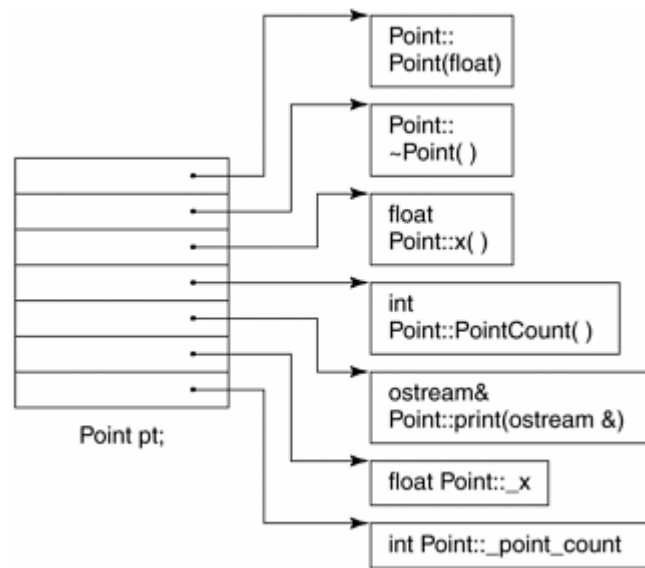 Point::
Point(float)
Point::
~Point( )
float
Point::x( )
int
Point::PointCount( )
ostream&
Point::print(ostream &)
Point pt;
float Point::_x
int Point::_point_count